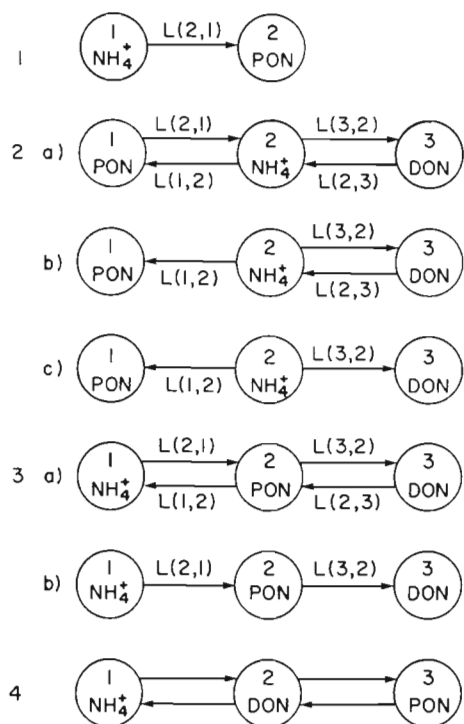 1 L(2,1) 2
1 NH₄⁺ PON
1 L(2,1) 2 L(3,2) 3
2 a) PON L(1,2) NH₄⁺ L(2,3) DON
1 2 L(3,2) 3
b) PON L(1,2) NH₄⁺ L(2,3) DON
1 2 L(3,2) 3
c) PON L(1,2) NH₄⁺ DON
1 L(2,1) 2 L(3,2) 3
3 a) NH₄⁺ L(1,2) PON L(2,3) DON
1 L(2,1) 2 L(3,2) 3
b) NH₄⁺ PON DON
1 2 3
4 NH₄⁺ DON PON